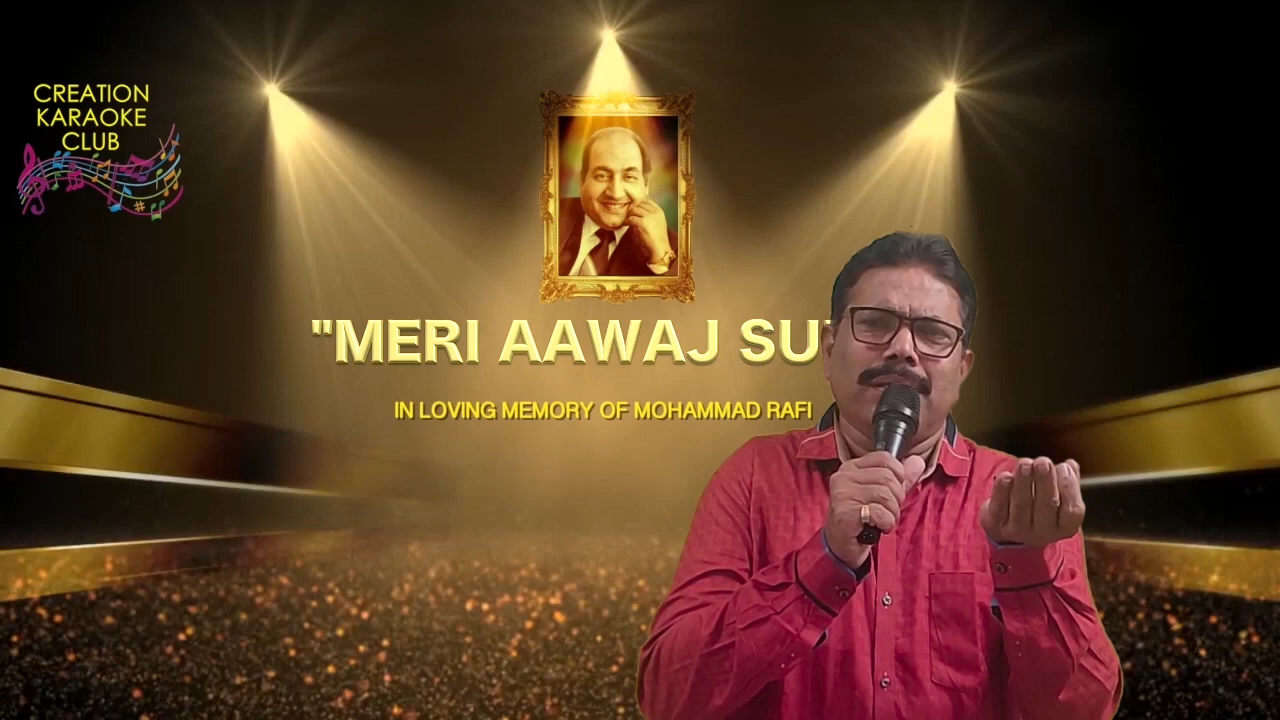 CREATION
KARAOKE
CLUB
"MERI AAWAJ SU
IN LOVING MEMORY OF MOHAMMAD RAFI